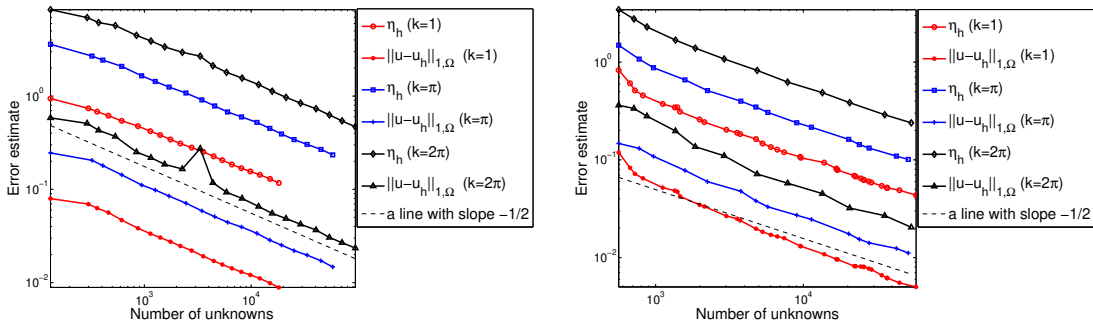 Error estimate
10^0
10^−1
10^−2
10^3
10^4
Number of unknowns
η_h (k=1)
||u−u_h||_{1,Ω} (k=1)
η_h (k=π)
||u−u_h||_{1,Ω} (k=π)
η_h (k=2π)
||u−u_h||_{1,Ω} (k=2π)
a line with slope −1/2
Error estimate
10^0
10^−1
10^−2
10^3
10^4
Number of unknowns
η_h (k=1)
||u−u_h||_{1,Ω} (k=1)
η_h (k=π)
||u−u_h||_{1,Ω} (k=π)
η_h (k=2π)
||u−u_h||_{1,Ω} (k=2π)
a line with slope −1/2